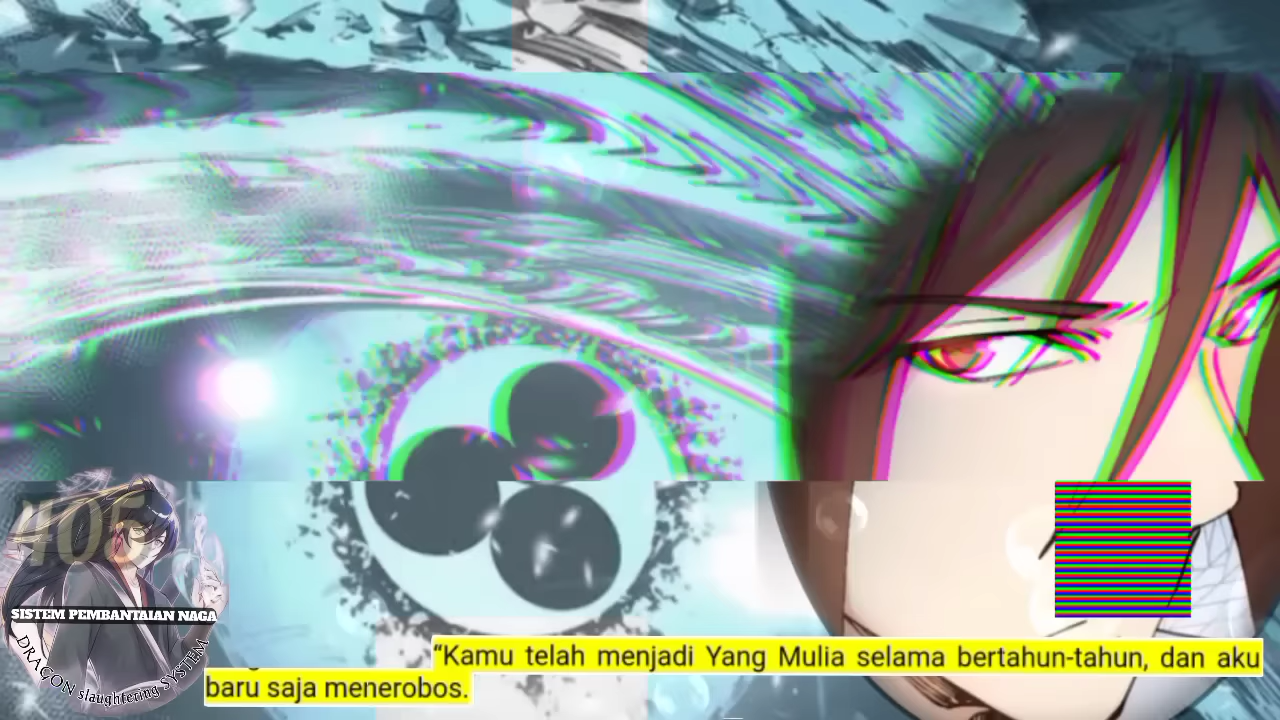 405
SISTEM PEMBANTAIAN NAGA
DRAGON slaughtering SYSTEM
“Kamu telah menjadi Yang Mulia selama bertahun-tahun, dan aku
baru saja menerobos.